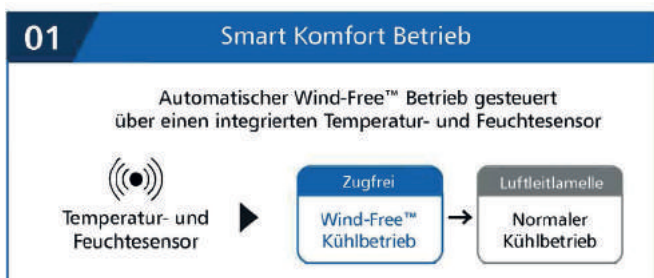 01
Smart Komfort Betrieb
Automatischer Wind-Free™ Betrieb gesteuert
über einen integrierten Temperatur- und Feuchtesensor
Temperatur- und
Feuchtesensor
Zugfrei
Wind-Free™
Kühlbetrieb
Luftleitlamelle
Normaler
Kühlbetrieb